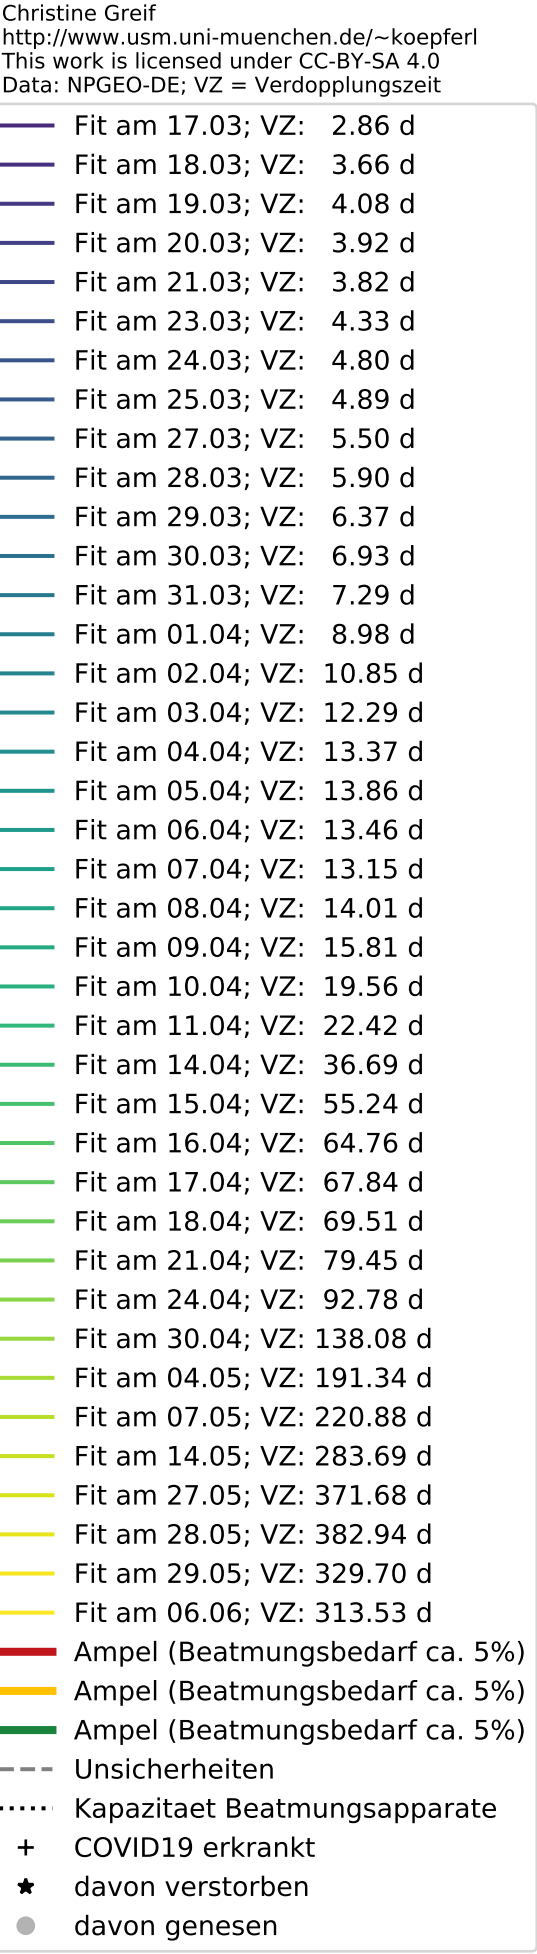 Christine Greif
http://www.usm.uni-muenchen.de/~koepferl
This work is licensed under CC-BY-SA 4.0
Data: NPGEO-DE; VZ = Verdopplungszeit
Fit am 17.03; VZ: 2.86 d
Fit am 18.03; VZ: 3.66 d
Fit am 19.03; VZ: 4.08 d
Fit am 20.03; VZ: 3.92 d
Fit am 21.03; VZ: 3.82 d
Fit am 23.03; VZ: 4.33 d
Fit am 24.03; VZ: 4.80 d
Fit am 25.03; VZ: 4.89 d
Fit am 27.03; VZ: 5.50 d
Fit am 28.03; VZ: 5.90 d
Fit am 29.03; VZ: 6.37 d
Fit am 30.03; VZ: 6.93 d
Fit am 31.03; VZ: 7.29 d
Fit am 01.04; VZ: 8.98 d
Fit am 02.04; VZ: 10.85 d
Fit am 03.04; VZ: 12.29 d
Fit am 04.04; VZ: 13.37 d
Fit am 05.04; VZ: 13.86 d
Fit am 06.04; VZ: 13.46 d
Fit am 07.04; VZ: 13.15 d
Fit am 08.04; VZ: 14.01 d
Fit am 09.04; VZ: 15.81 d
Fit am 10.04; VZ: 19.56 d
Fit am 11.04; VZ: 22.42 d
Fit am 14.04; VZ: 36.69 d
Fit am 15.04; VZ: 55.24 d
Fit am 16.04; VZ: 64.76 d
Fit am 17.04; VZ: 67.84 d
Fit am 18.04; VZ: 69.51 d
Fit am 21.04; VZ: 79.45 d
Fit am 24.04; VZ: 92.78 d
Fit am 30.04; VZ: 138.08 d
Fit am 04.05; VZ: 191.34 d
Fit am 07.05; VZ: 220.88 d
Fit am 14.05; VZ: 283.69 d
Fit am 27.05; VZ: 371.68 d
Fit am 28.05; VZ: 382.94 d
Fit am 29.05; VZ: 329.70 d
Fit am 06.06; VZ: 313.53 d
Ampel (Beatmungsbedarf ca. 5%)
Ampel (Beatmungsbedarf ca. 5%)
Ampel (Beatmungsbedarf ca. 5%)
Unsicherheiten
Kapazitaet Beatmungsapparate
COVID19 erkrankt
davon verstorben
davon genesen